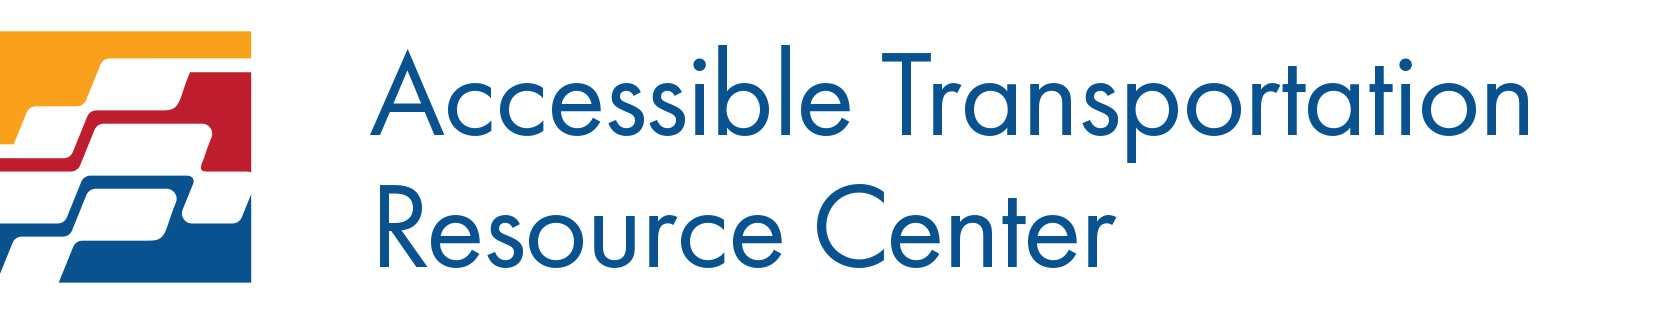 Accessible Transportation
Resource Center